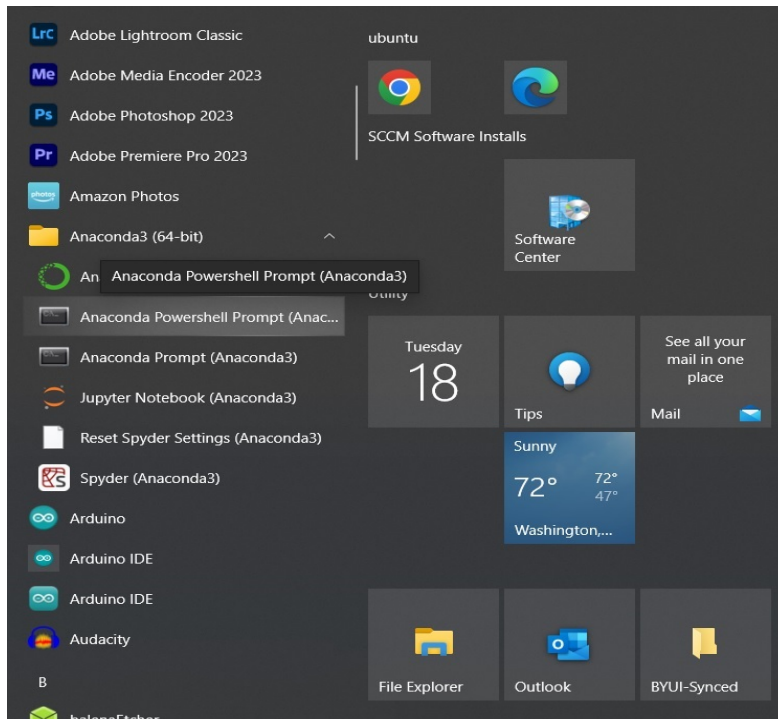 Lrc Adobe Lightroom Classic
Me Adobe Media Encoder 2023
Ps Adobe Photoshop 2023
Pr Adobe Premiere Pro 2023
photos Amazon Photos
Anaconda3 (64-bit)
An
Anaconda Powershell Prompt (Anaconda3)
Anaconda Powershell Prompt (Anac...
Anaconda Prompt (Anaconda3)
Jupyter Notebook (Anaconda3)
Reset Spyder Settings (Anaconda3)
Spyder (Anaconda3)
Arduino
Arduino IDE
Arduino IDE
Audacity
B
balenaEtcher
ubuntu
SCCM Software Installs
Software
Center
Utility
Tuesday
18
Tips
See all your
mail in one
place
Mail
Sunny
72° 72°
47°
Washington,...
File Explorer
Outlook
BYUI-Synced